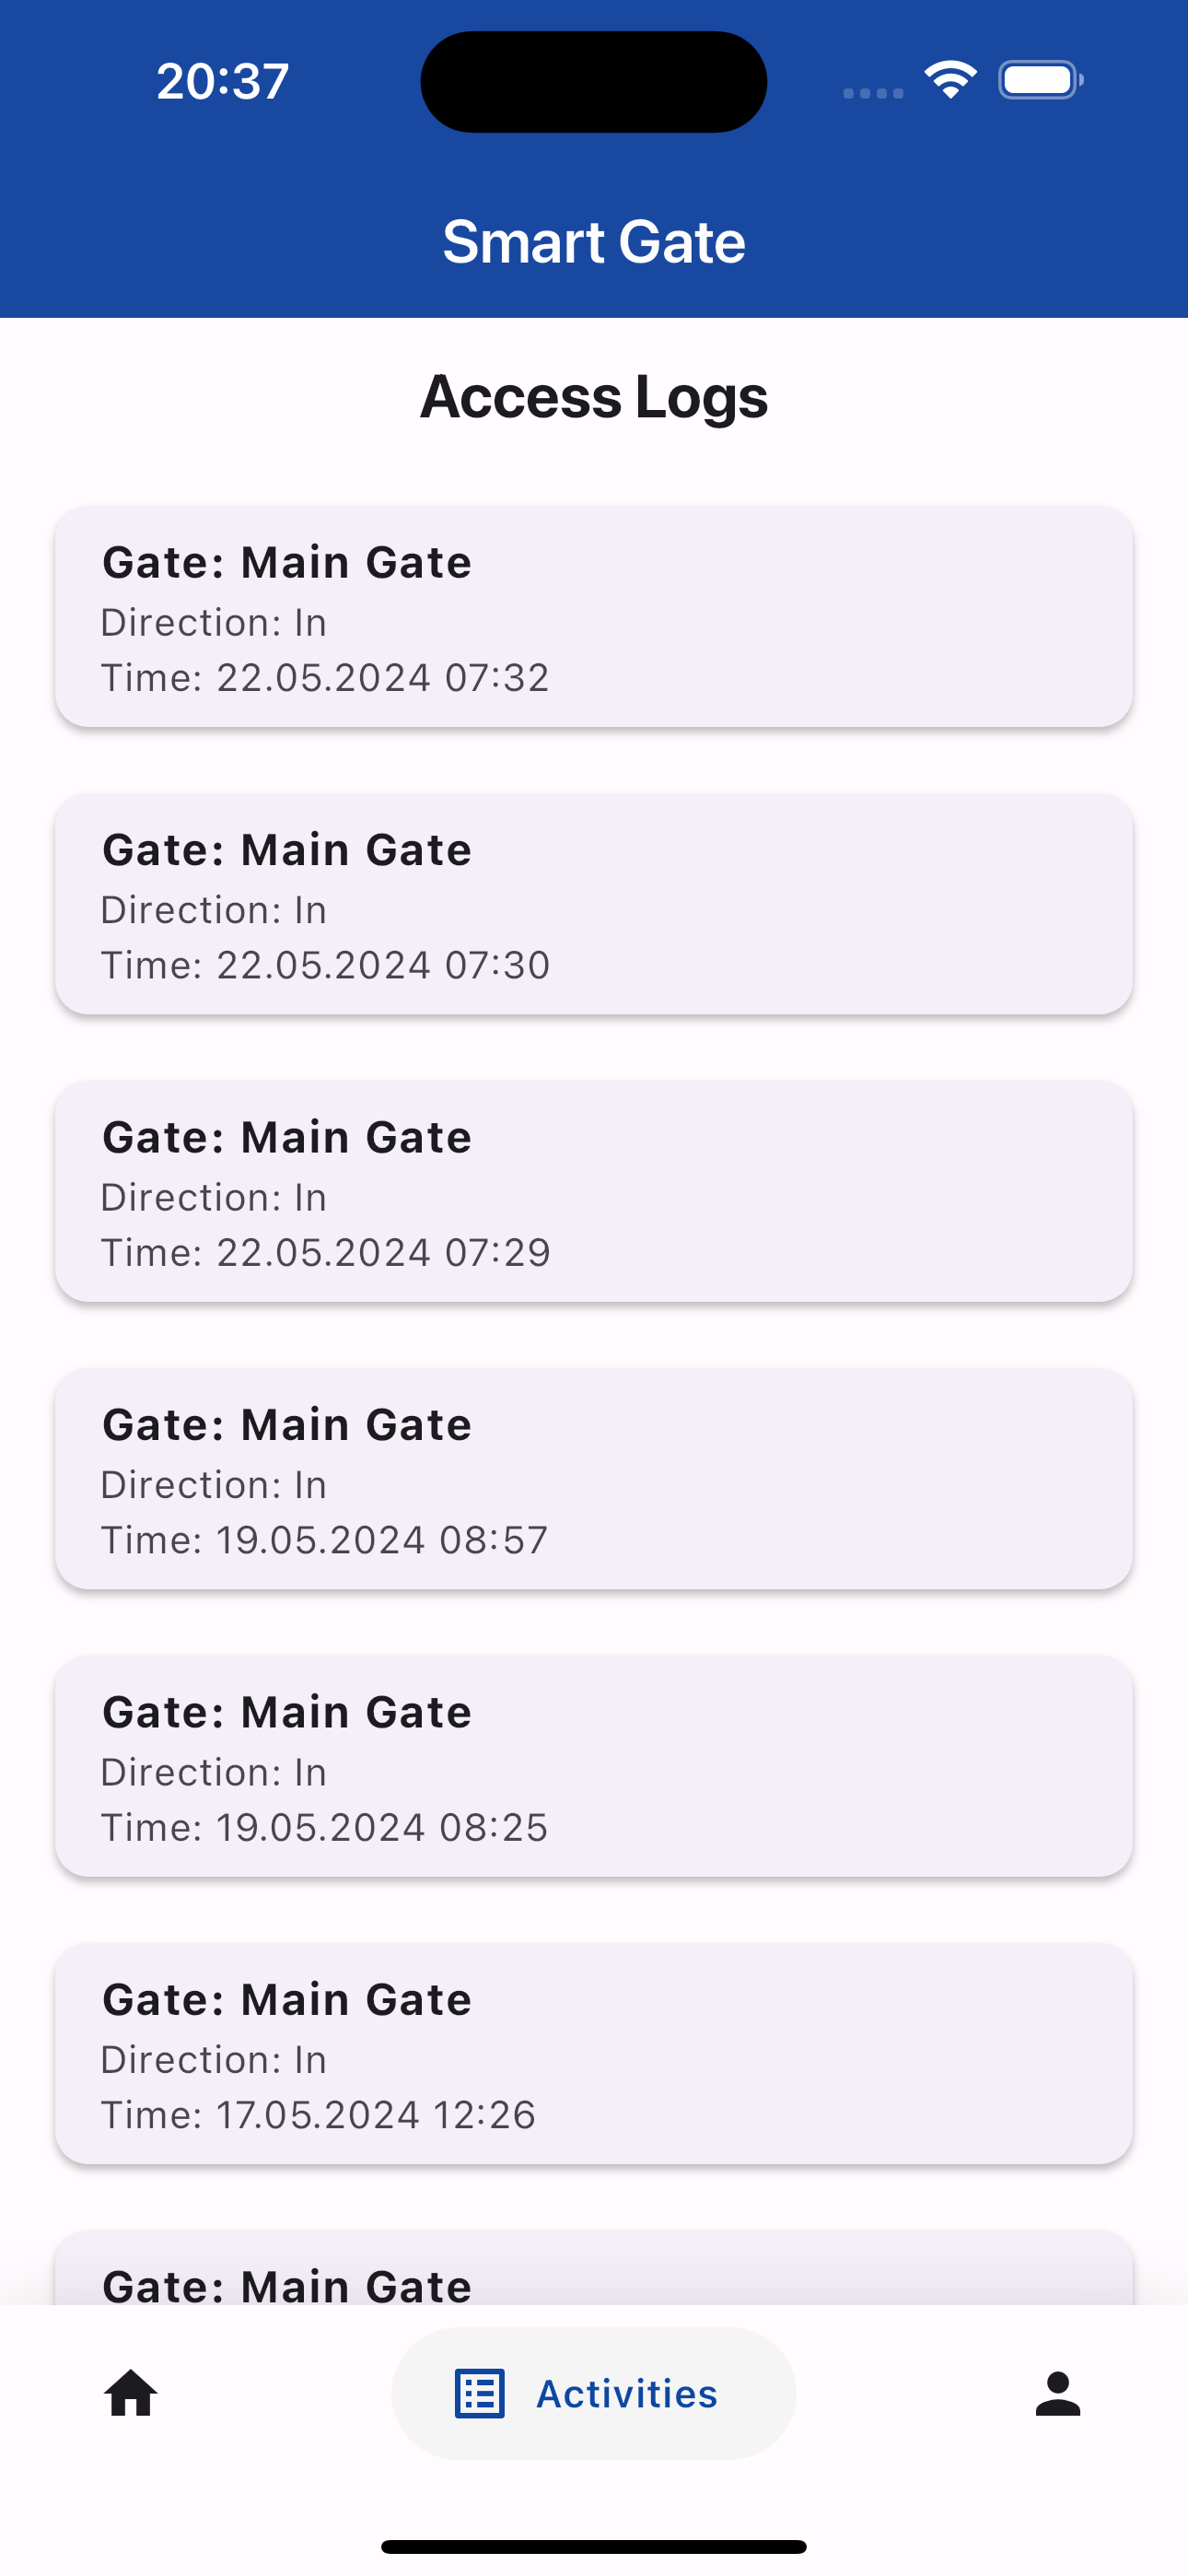 20:37
Smart Gate
Access Logs
Gate: Main Gate
Direction: In
Time: 22.05.2024 07:32
Gate: Main Gate
Direction: In
Time: 22.05.2024 07:30
Gate: Main Gate
Direction: In
Time: 22.05.2024 07:29
Gate: Main Gate
Direction: In
Time: 19.05.2024 08:57
Gate: Main Gate
Direction: In
Time: 19.05.2024 08:25
Gate: Main Gate
Direction: In
Time: 17.05.2024 12:26
Gate: Main Gate
Activities